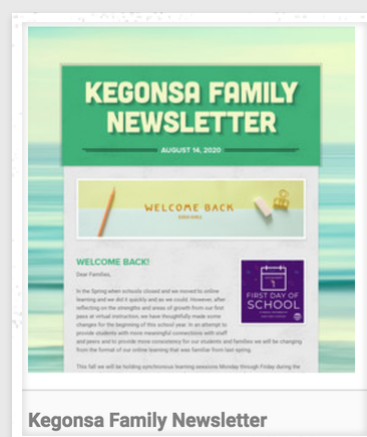 KEGONSA FAMILY
NEWSLETTER
AUGUST 14, 2020
WELCOME BACK
WELCOME BACK!
Dear Families,
In the Spring when schools closed and we moved to online
learning and we did it quickly and as we could. However, after
reflecting on the strengths and areas of growth from our first
pass at virtual instruction, we have thoughtfully made some
changes for the beginning of this school year. In an attempt to
provide students with more meaningful connections with staff
and peers and to provide more consistency for our students and families we will be changing
from the format of our online learning that was familiar from last spring.
This fall we will be holding synchronous learning sessions Monday through Friday during the
1
FIRST DAY OF
SCHOOL
Kegonsa Family Newsletter